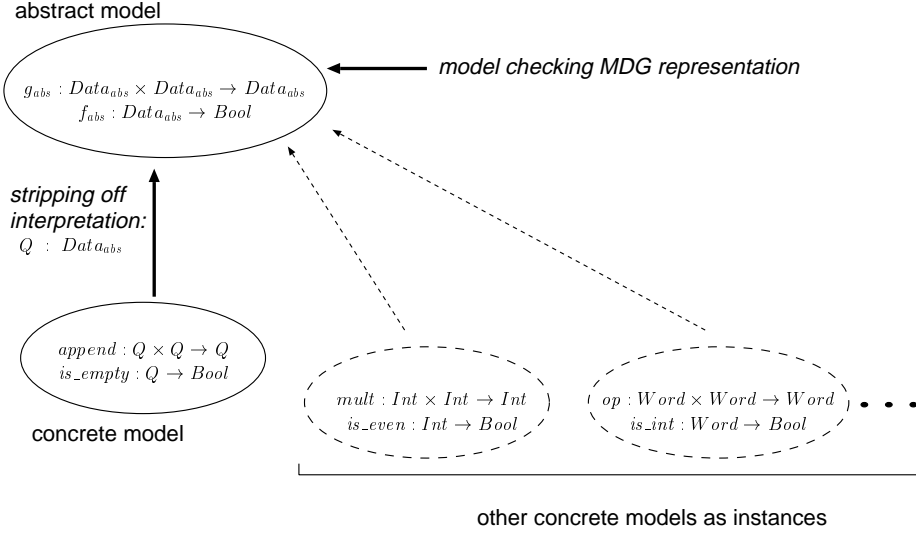 abstract model
g_abs : Data_abs × Data_abs → Data_abs
f_abs : Data_abs → Bool
model checking MDG representation
stripping off
interpretation:
Q : Data_abs
append : Q × Q → Q
is_empty : Q → Bool
concrete model
mult : Int × Int → Int
is_even : Int → Bool
op : Word × Word → Word
is_int : Word → Bool
• • •
other concrete models as instances